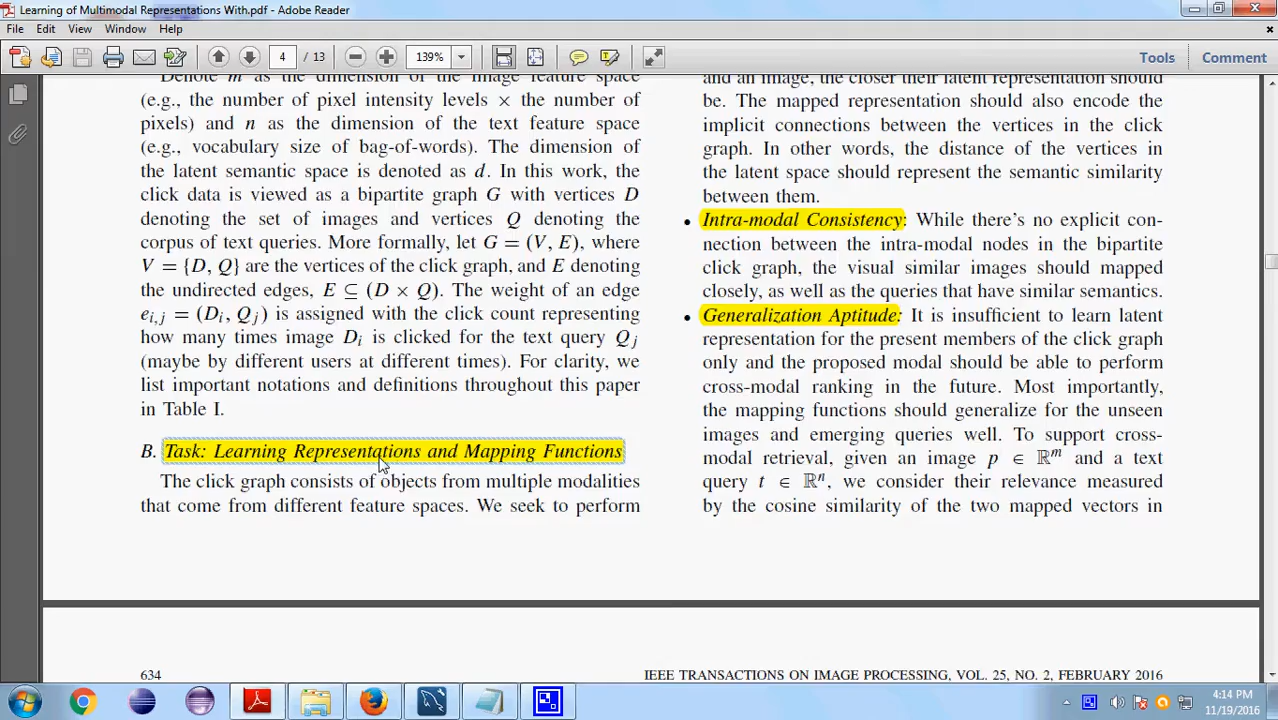 Learning of Multimodal Representations With.pdf - Adobe Reader
File Edit View Window Help
4 / 13
139%
Tools Comment
Denote m as the dimension of the image feature space
(e.g., the number of pixel intensity levels × the number of
pixels) and n as the dimension of the text feature space
(e.g., vocabulary size of bag-of-words). The dimension of
the latent semantic space is denoted as d. In this work, the
click data is viewed as a bipartite graph G with vertices D
denoting the set of images and vertices Q denoting the
corpus of text queries. More formally, let G = (V, E), where
V = {D, Q} are the vertices of the click graph, and E denoting
the undirected edges, E ⊆ (D × Q). The weight of an edge
e_{i,j} = (D_i, Q_j) is assigned with the click count representing
how many times image D_i is clicked for the text query Q_j
(maybe by different users at different times). For clarity, we
list important notations and definitions throughout this paper
in Table I.
B. Task: Learning Representations and Mapping Functions
The click graph consists of objects from multiple modalities
that come from different feature spaces. We seek to perform
and an image, the closer their latent representation should
be. The mapped representation should also encode the
implicit connections between the vertices in the click
graph. In other words, the distance of the vertices in
the latent space should represent the semantic similarity
between them.
• Intra-modal Consistency: While there's no explicit con-
nection between the intra-modal nodes in the bipartite
click graph, the visual similar images should mapped
closely, as well as the queries that have similar semantics.
• Generalization Aptitude: It is insufficient to learn latent
representation for the present members of the click graph
only and the proposed modal should be able to perform
cross-modal ranking in the future. Most importantly,
the mapping functions should generalize for the unseen
images and emerging queries well. To support cross-
modal retrieval, given an image p ∈ ℝ^m and a text
query t ∈ ℝ^n, we consider their relevance measured
by the cosine similarity of the two mapped vectors in
634 IEEE TRANSACTIONS ON IMAGE PROCESSING, VOL. 25, NO. 2, FEBRUARY 2016
4:14 PM
11/19/2016